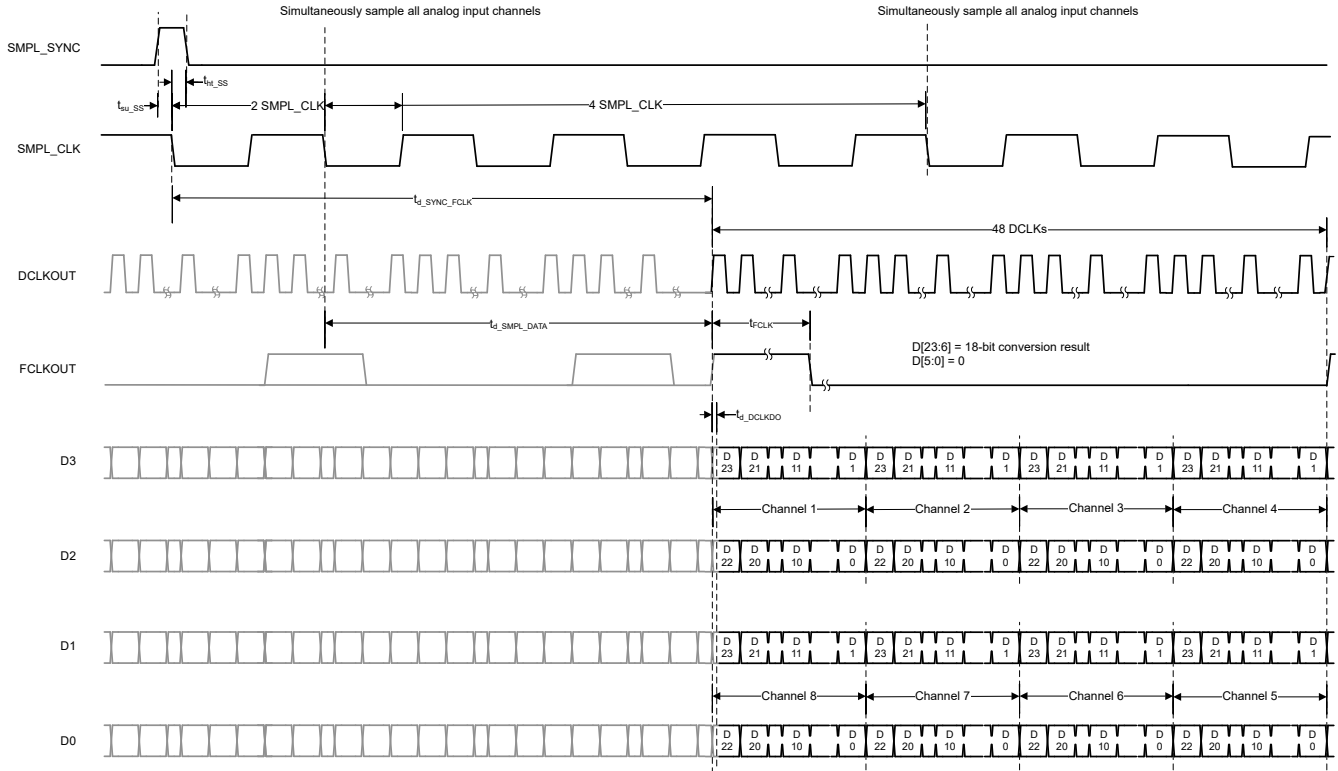 Simultaneously sample all analog input channels Simultaneously sample all analog input channels
SMPL_SYNC
t_ht_SS
t_su_SS 2 SMPL_CLK 4 SMPL_CLK
SMPL_CLK
t_d_SYNC_FCLK
48 DCLKs
DCLKOUT
t_d_SMPL_DATA t_FCLK
D[23:6] = 18-bit conversion result
FCLKOUT
D[5:0] = 0
t_d_DCLKDO
D3
D D D D D D D D D D D D D D D D
23 21 11 1 23 21 11 1 23 21 11 1 23 21 11 1
Channel 1 Channel 2 Channel 3 Channel 4
D2
D D D D D D D D D D D D D D D D
22 20 10 0 22 20 10 0 22 20 10 0 22 20 10 0
D1
D D D D D D D D D D D D D D D D
23 21 11 1 23 21 11 1 23 21 11 1 23 21 11 1
Channel 8 Channel 7 Channel 6 Channel 5
D0
D D D D D D D D D D D D D D D D
22 20 10 0 22 20 10 0 22 20 10 0 22 20 10 0